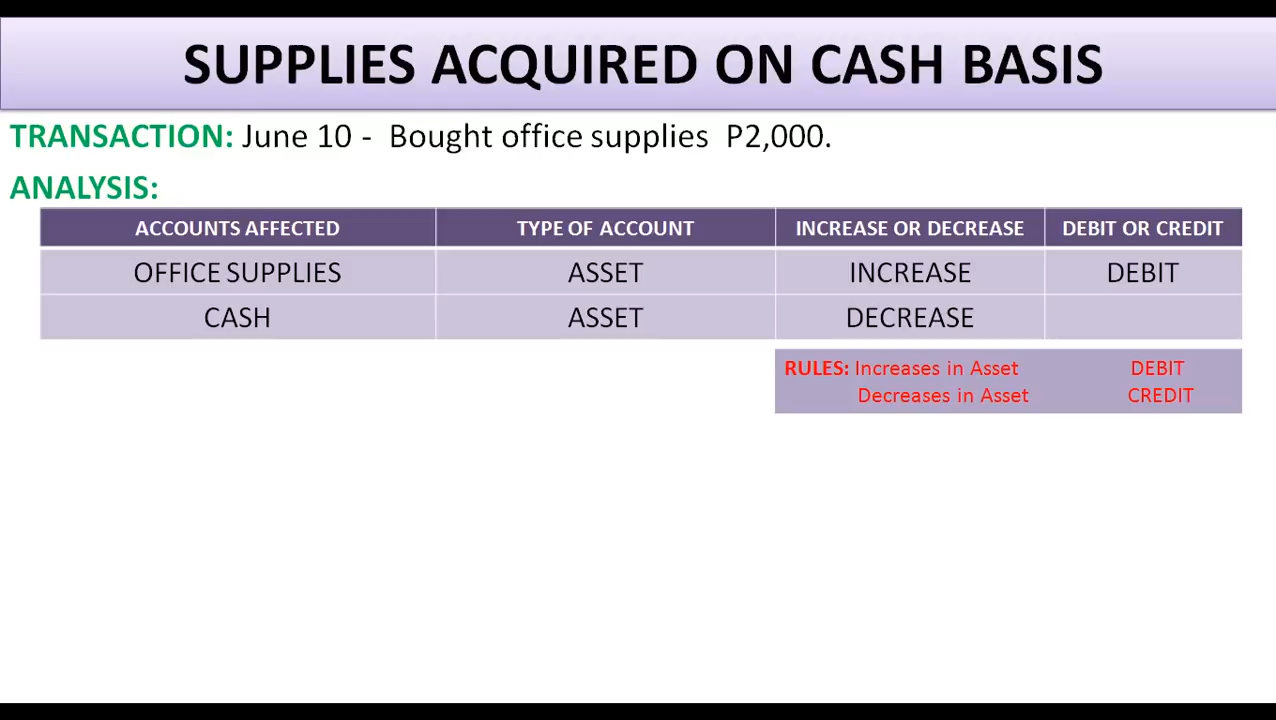 SUPPLIES ACQUIRED ON CASH BASIS
TRANSACTION: June 10 - Bought office supplies P2,000.
ANALYSIS:
ACCOUNTS AFFECTED TYPE OF ACCOUNT INCREASE OR DECREASE DEBIT OR CREDIT
OFFICE SUPPLIES ASSET INCREASE DEBIT
CASH ASSET DECREASE
RULES: Increases in Asset DEBIT
Decreases in Asset CREDIT